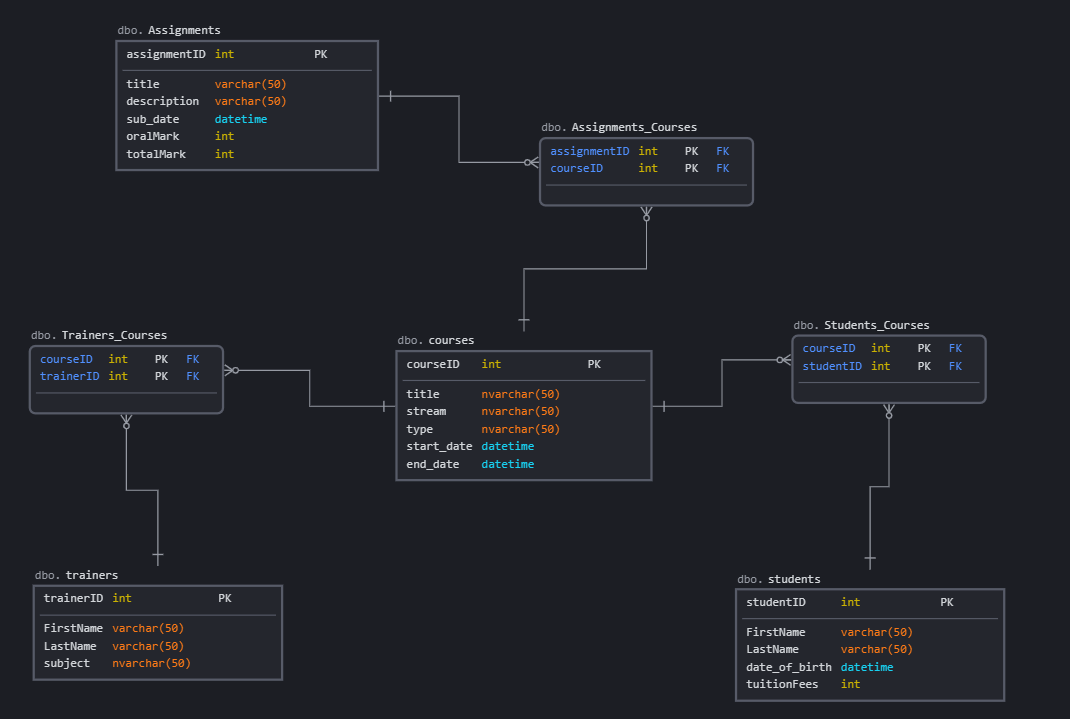 dbo. Assignments
assignmentID int PK
title varchar(50)
description varchar(50)
sub_date datetime
oralMark int
totalMark int
dbo. Assignments_Courses
assignmentID int PK FK
courseID int PK FK
dbo. Trainers_Courses
courseID int PK FK
trainerID int PK FK
dbo. courses
courseID int PK
title nvarchar(50)
stream nvarchar(50)
type nvarchar(50)
start_date datetime
end_date datetime
dbo. Students_Courses
courseID int PK FK
studentID int PK FK
dbo. trainers
trainerID int PK
FirstName varchar(50)
LastName varchar(50)
subject nvarchar(50)
dbo. students
studentID int PK
FirstName varchar(50)
LastName varchar(50)
date_of_birth datetime
tuitionFees int